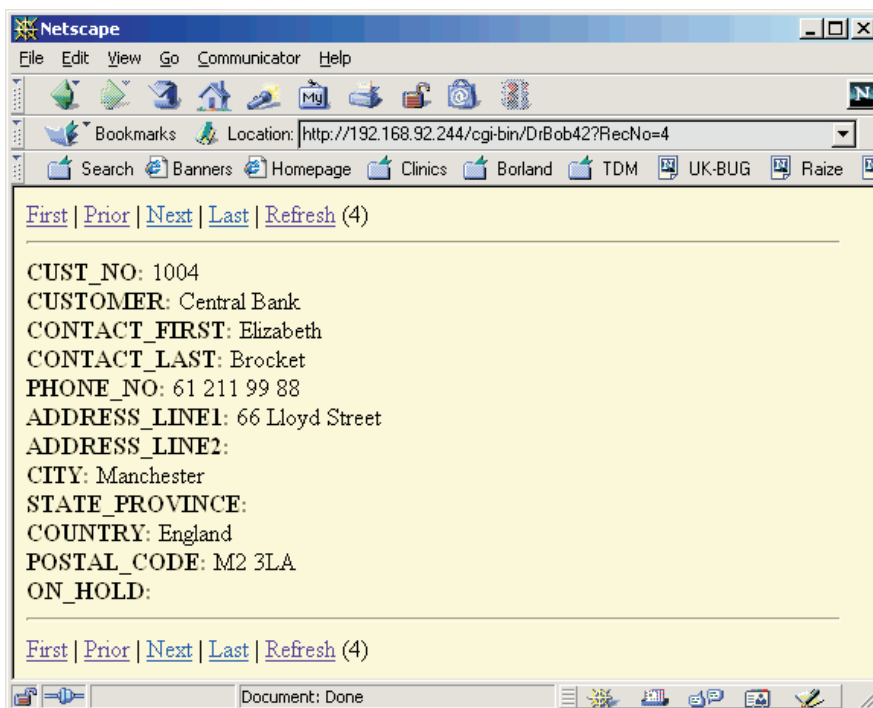 Netscape
File Edit View Go Communicator Help
My N
Bookmarks Location: http://192.168.92.244/cgi-bin/DrBob42?RecNo=4
Search Banners Homepage Clinics Borland TDM UK-BUG Raize
First | Prior | Next | Last | Refresh (4)
CUST_NO: 1004
CUSTOMER: Central Bank
CONTACT_FIRST: Elizabeth
CONTACT_LAST: Brocket
PHONE_NO: 61 211 99 88
ADDRESS_LINE1: 66 Lloyd Street
ADDRESS_LINE2:
CITY: Manchester
STATE_PROVINCE:
COUNTRY: England
POSTAL_CODE: M2 3LA
ON_HOLD:
First | Prior | Next | Last | Refresh (4)
Document: Done